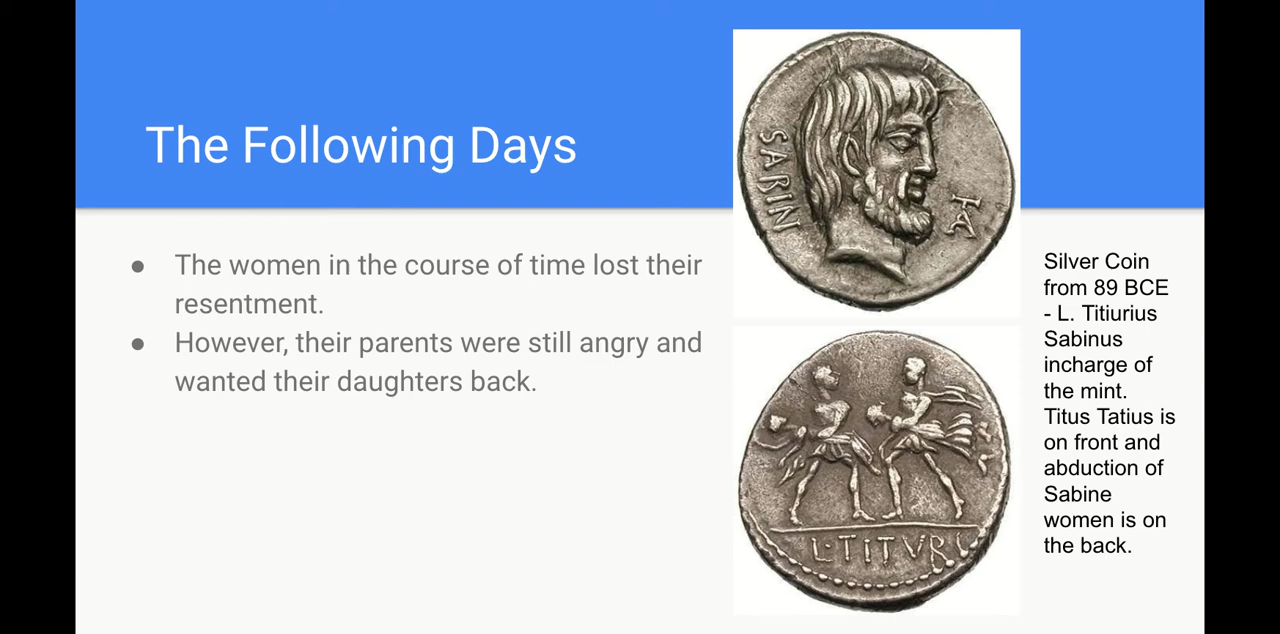 The Following Days
● The women in the course of time lost their
resentment.
● However, their parents were still angry and
wanted their daughters back.
SABIN
TA
L·TITVRI
Silver Coin
from 89 BCE
- L. Titiurius
Sabinus
incharge of
the mint.
Titus Tatius is
on front and
abduction of
Sabine
women is on
the back.